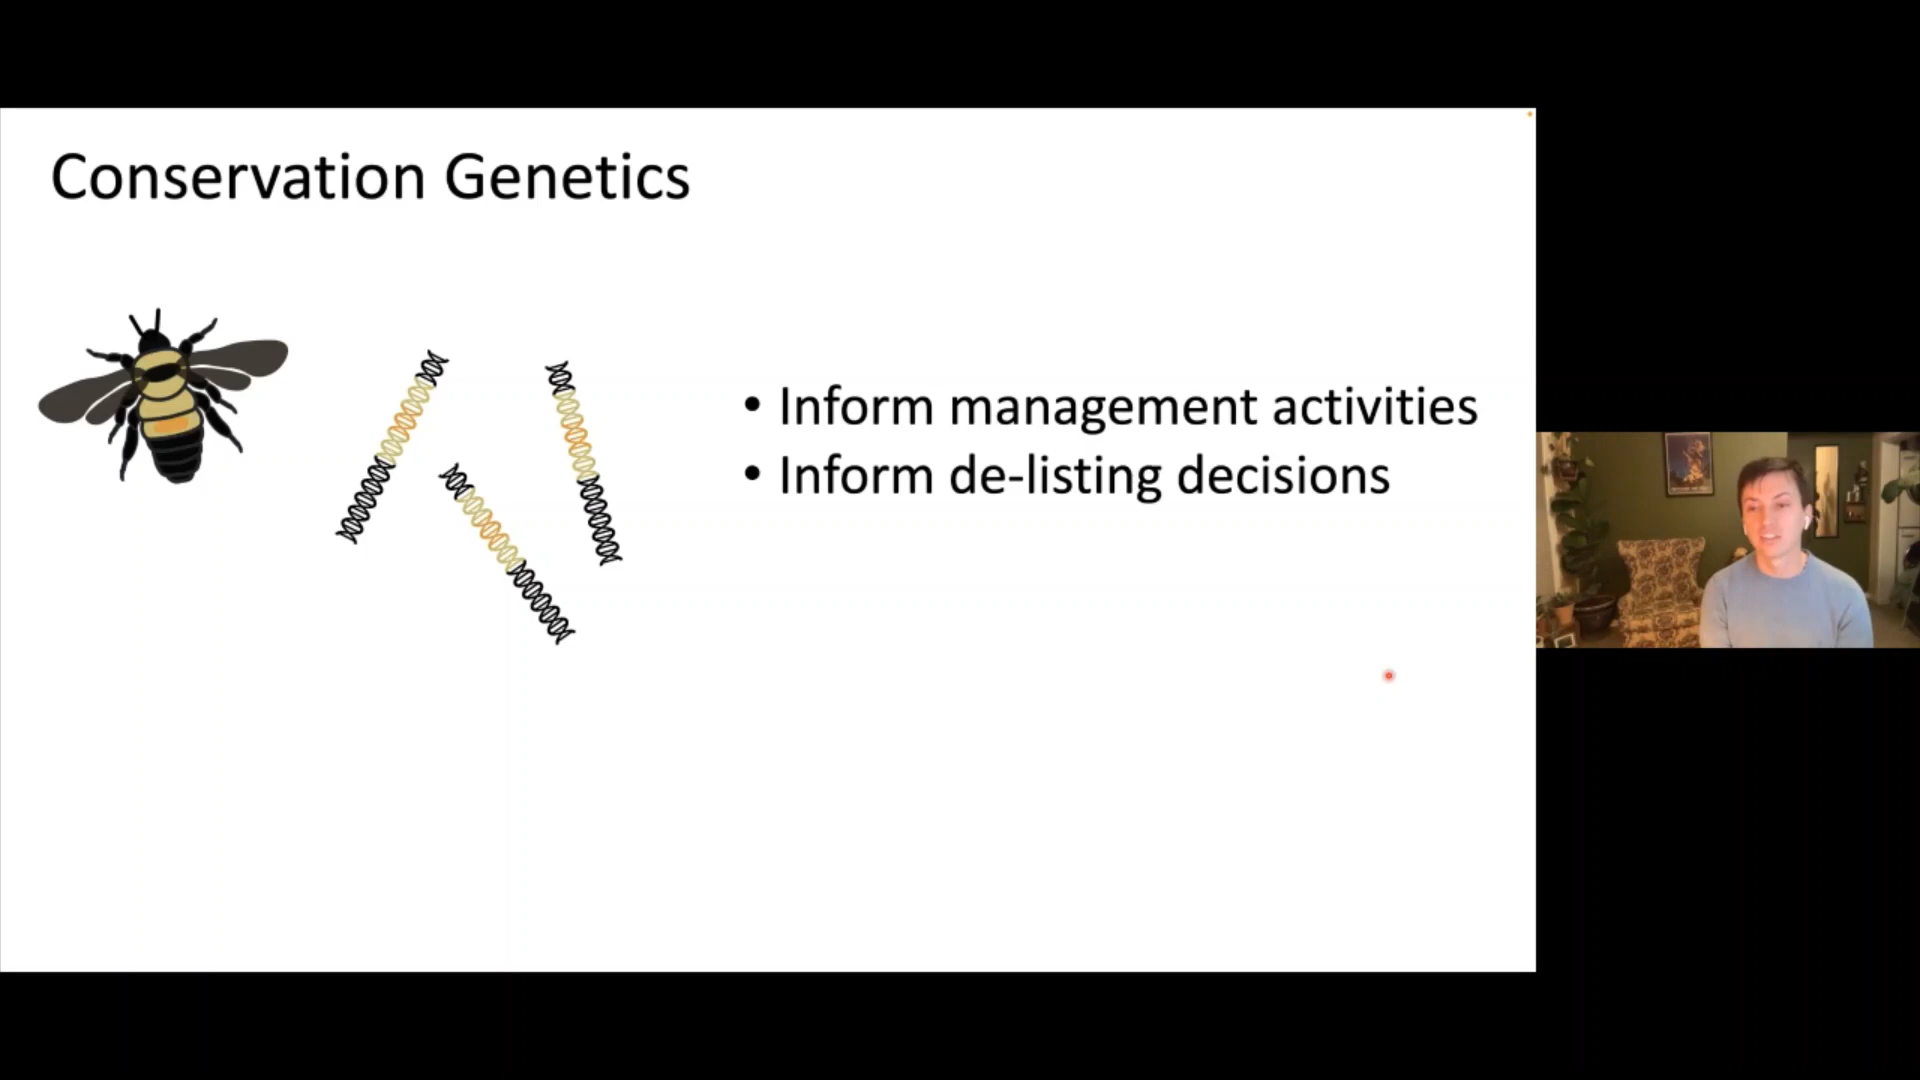 Conservation Genetics
• Inform management activities
• Inform de-listing decisions